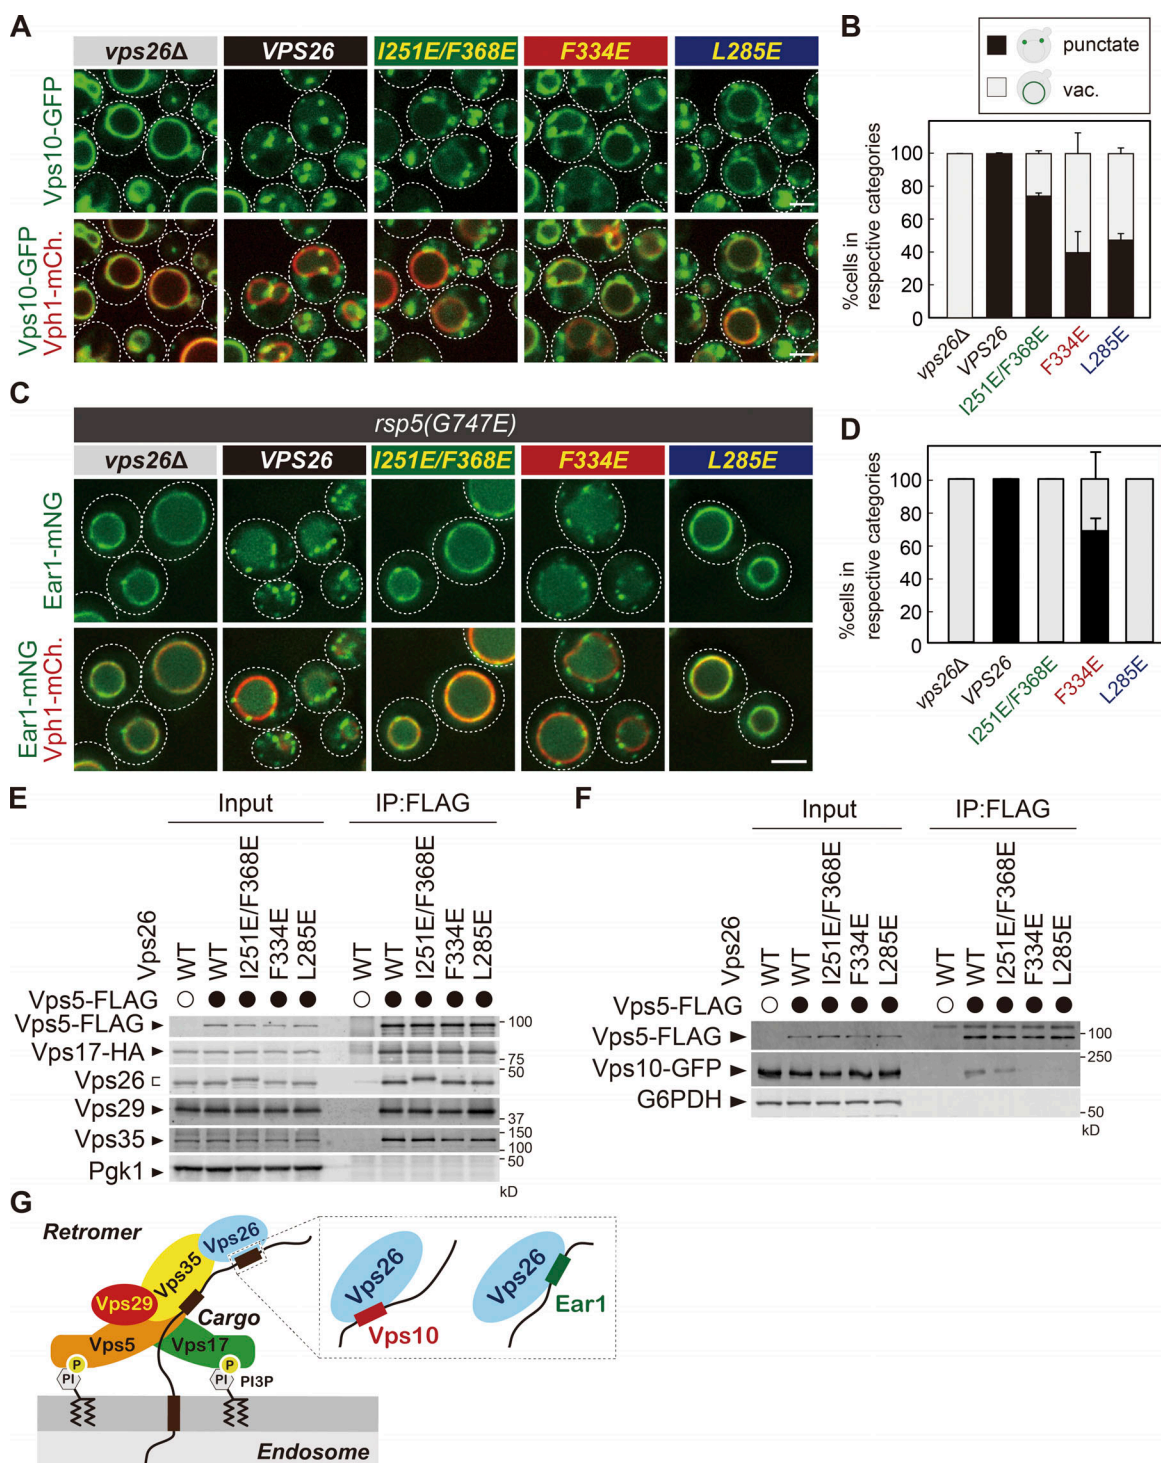 A
vps26Δ
VPS26
I251E/F368E
F334E
L285E
Vps10-GFP
Vps10-GFP
Vph1-mCh.
B
punctate
vac.
%cells in
respective categories
100
80
60
40
20
0
vps26Δ
VPS26
I251E/F368E
F334E
L285E
C
rsp5(G747E)
vps26Δ
VPS26
I251E/F368E
F334E
L285E
Ear1-mNG
Ear1-mNG
Vph1-mCh.
D
%cells in
respective categories
100
80
60
40
20
0
vps26Δ
VPS26
I251E/F368E
F334E
L285E
E
Input
IP:FLAG
Vps26
WT
WT
I251E/F368E
F334E
L285E
WT
WT
I251E/F368E
F334E
L285E
Vps5-FLAG
Vps5-FLAG
100
Vps17-HA
75
Vps26
50
Vps29
37
Vps35
150
100
Pgk1
50
kD
F
Input
IP:FLAG
Vps26
WT
WT
I251E/F368E
F334E
L285E
WT
WT
I251E/F368E
F334E
L285E
Vps5-FLAG
Vps5-FLAG
100
Vps10-GFP
250
G6PDH
50
kD
G
Retromer
Vps26
Vps35
Vps29
Cargo
Vps5
Vps17
P
PI
P
PI
PI3P
Endosome
Vps26
Vps10
Vps26
Ear1